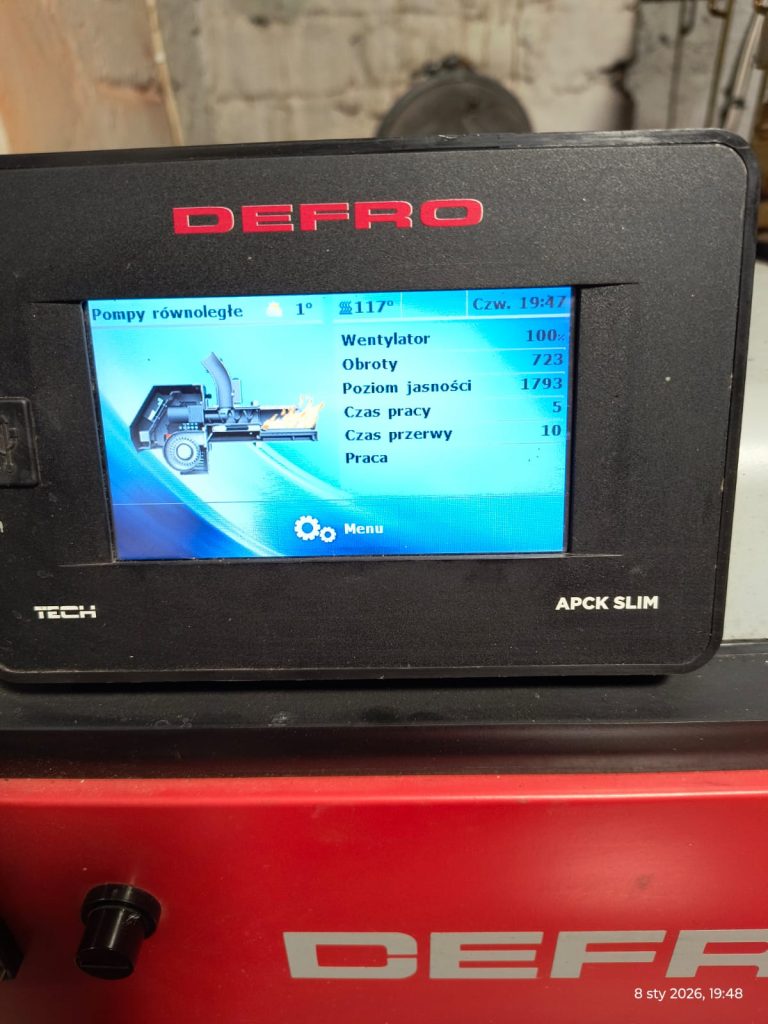 DEFRO
Pompy równoległe 1° 117° Czw. 19:47
Wentylator 100%
Obroty 723
Poziom jasności 1793
Czas pracy 5
Czas przerwy 10
Praca
Menu
TECH
APCK SLIM
DEFR
8 sty 2026, 19:48